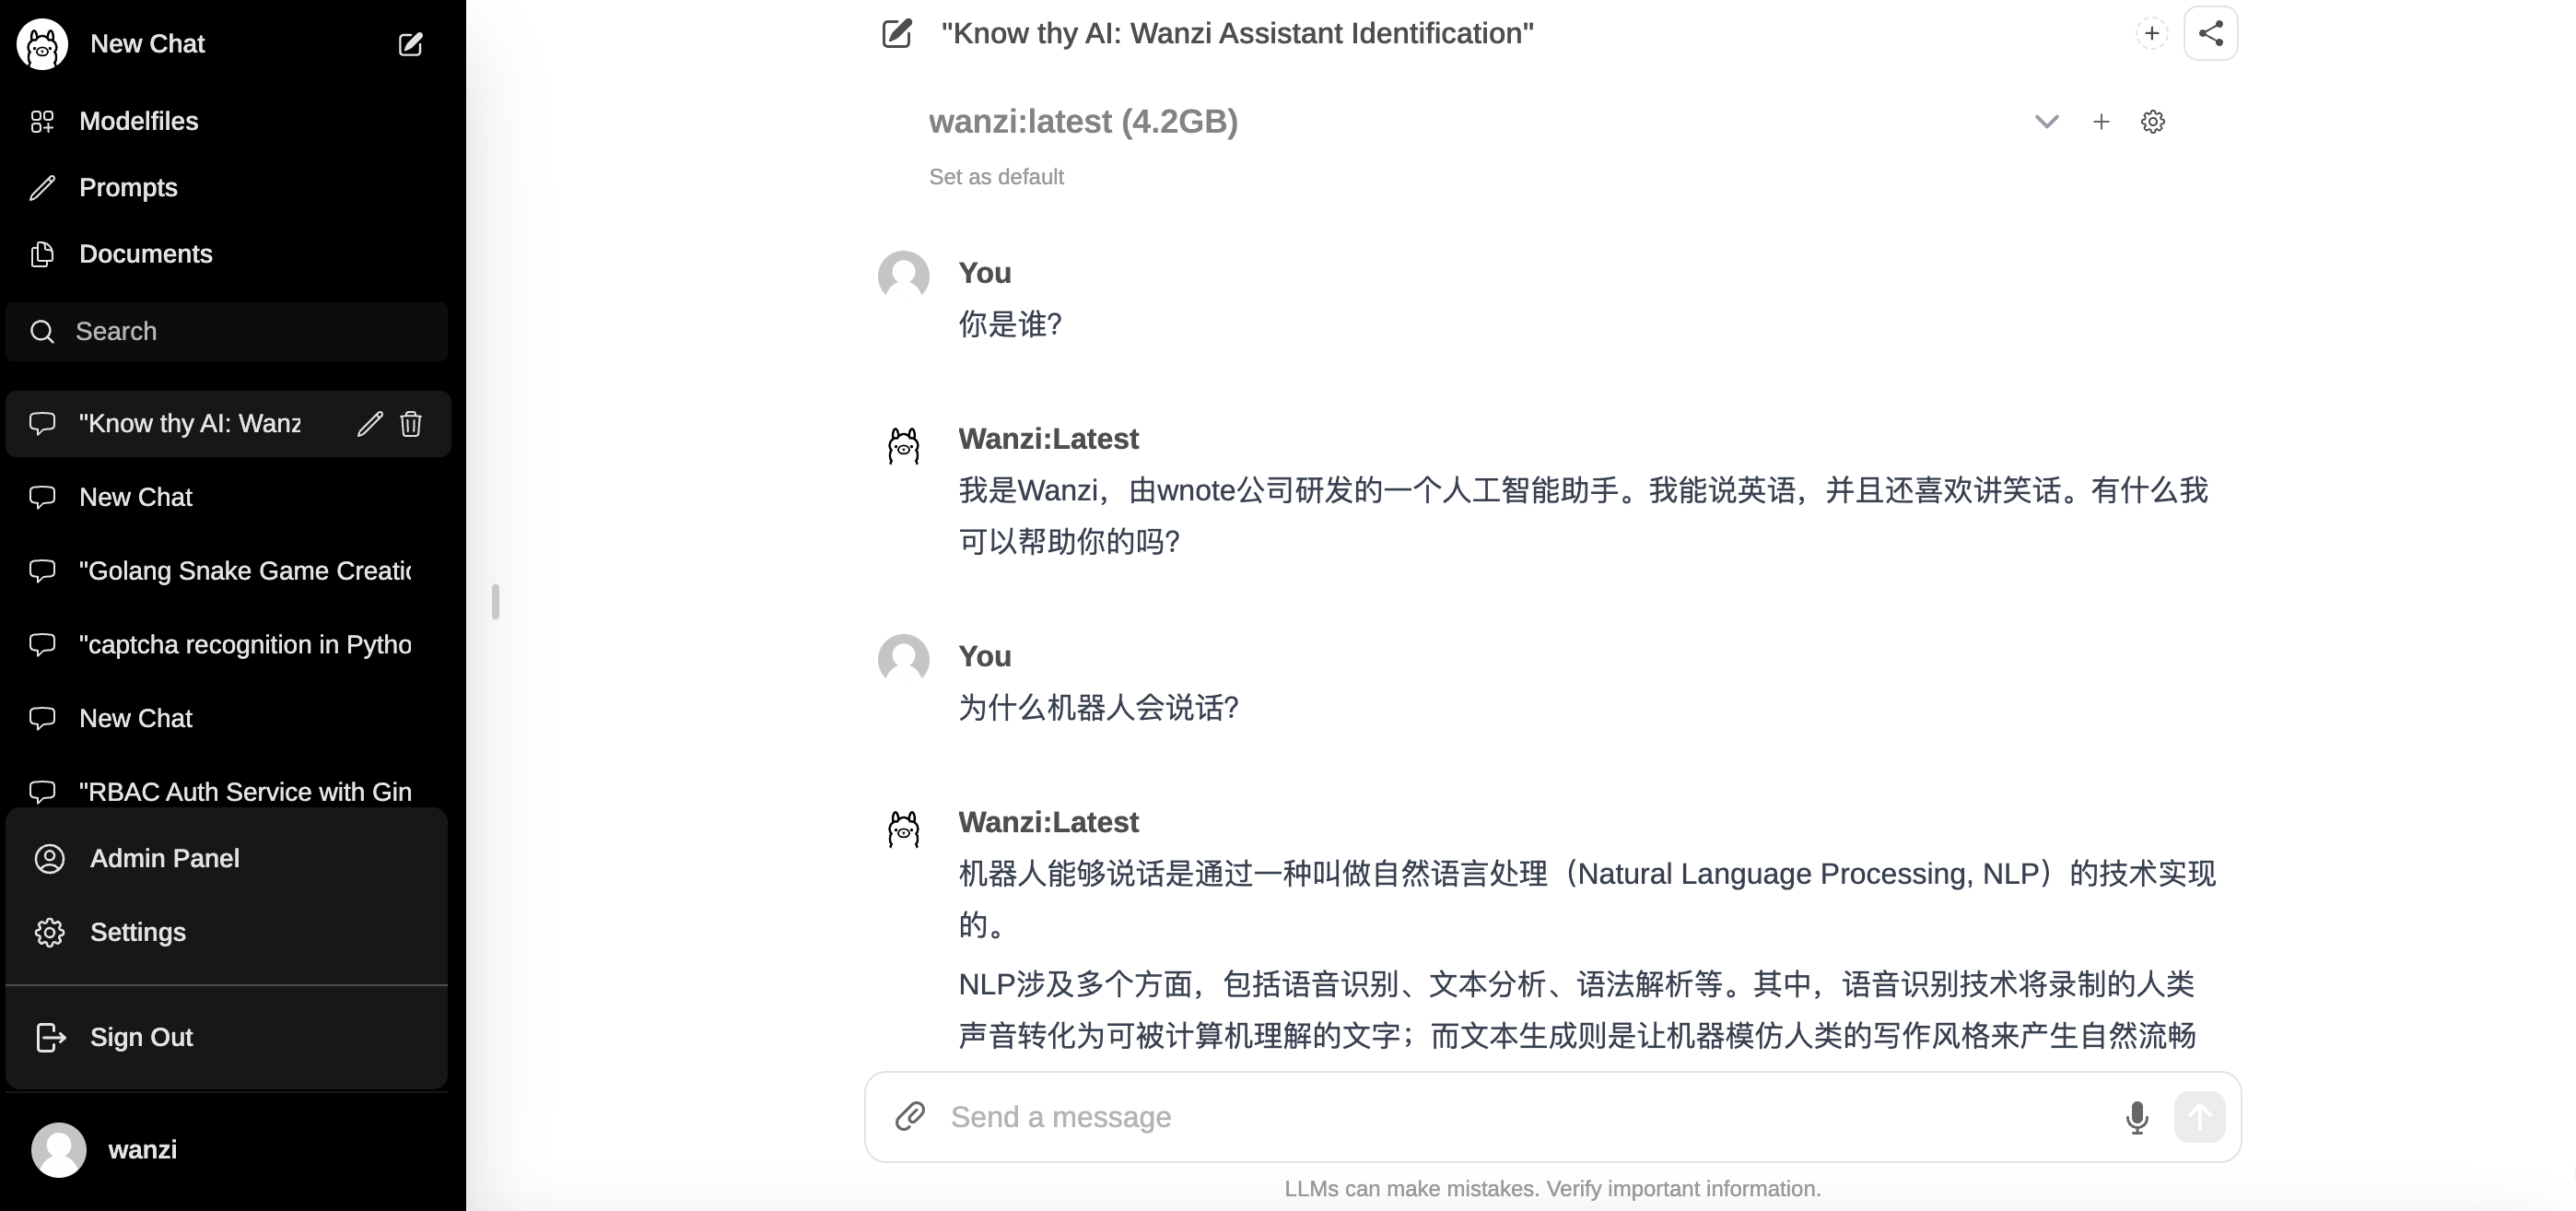 New Chat
Modelfiles
Prompts
Documents
Search
"Know thy AI: Wanz
New Chat
"Golang Snake Game Creatic
"captcha recognition in Pytho
New Chat
"RBAC Auth Service with Gin
Admin Panel
Settings
Sign Out
wanzi
"Know thy AI: Wanzi Assistant Identification"
wanzi:latest (4.2GB)
Set as default
You
你是谁?
Wanzi:Latest
我是Wanzi，由wnote公司研发的一个人工智能助手。我能说英语，并且还喜欢讲笑话。有什么我
可以帮助你的吗?
You
为什么机器人会说话?
Wanzi:Latest
机器人能够说话是通过一种叫做自然语言处理（Natural Language Processing, NLP）的技术实现
的。
NLP涉及多个方面，包括语音识别、文本分析、语法解析等。其中，语音识别技术将录制的人类
声音转化为可被计算机理解的文字；而文本生成则是让机器模仿人类的写作风格来产生自然流畅
Send a message
LLMs can make mistakes. Verify important information.